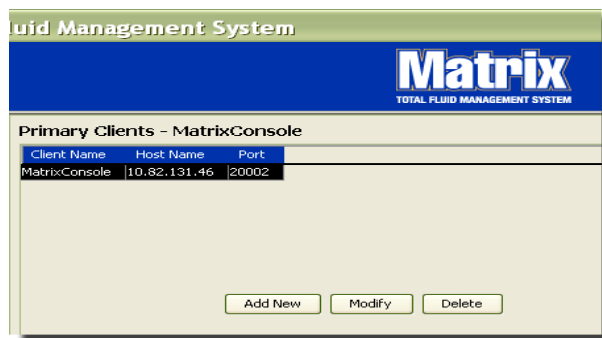 luid Management System
Matrix
TOTAL FLUID MANAGEMENT SYSTEM
Primary Clients - MatrixConsole
Client Name Host Name Port
MatrixConsole 10.82.131.46 20002
Add New Modify Delete